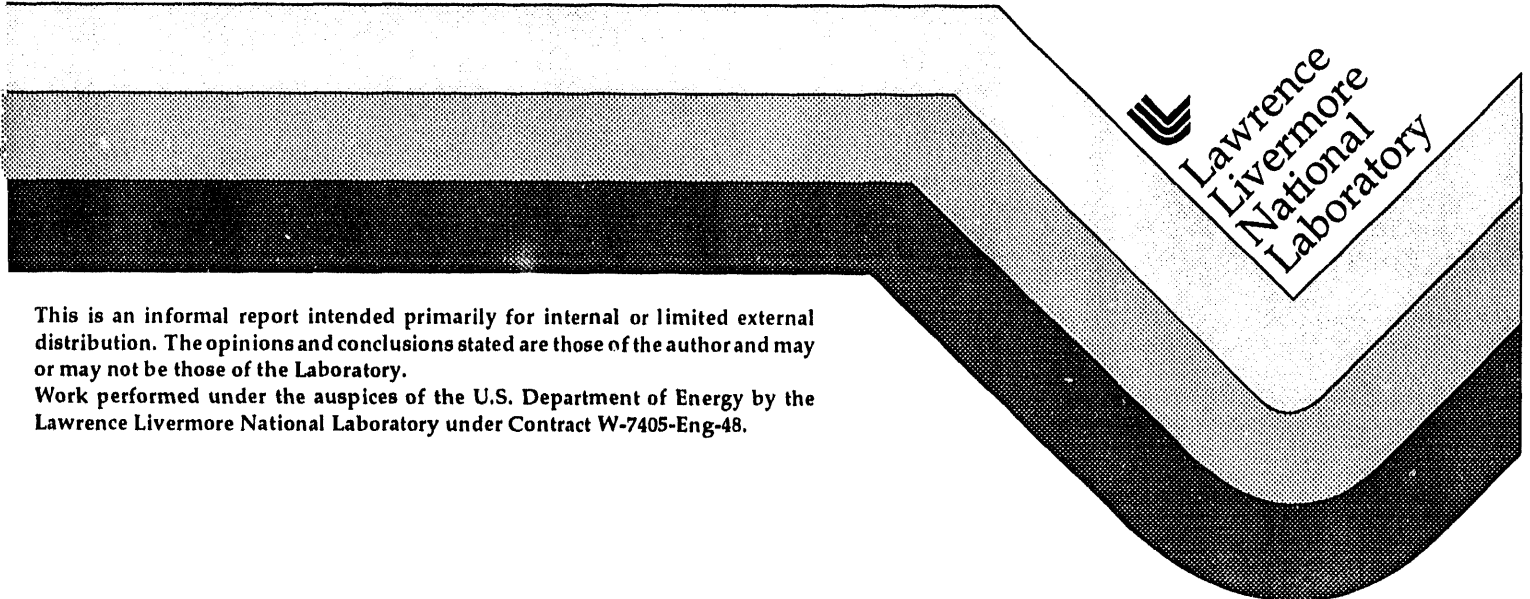 Lawrence
Livermore
National
Laboratory
This is an informal report intended primarily for internal or limited external
distribution. The opinions and conclusions stated are those of the author and may
or may not be those of the Laboratory.
Work performed under the auspices of the U.S. Department of Energy by the
Lawrence Livermore National Laboratory under Contract W-7405-Eng-48.